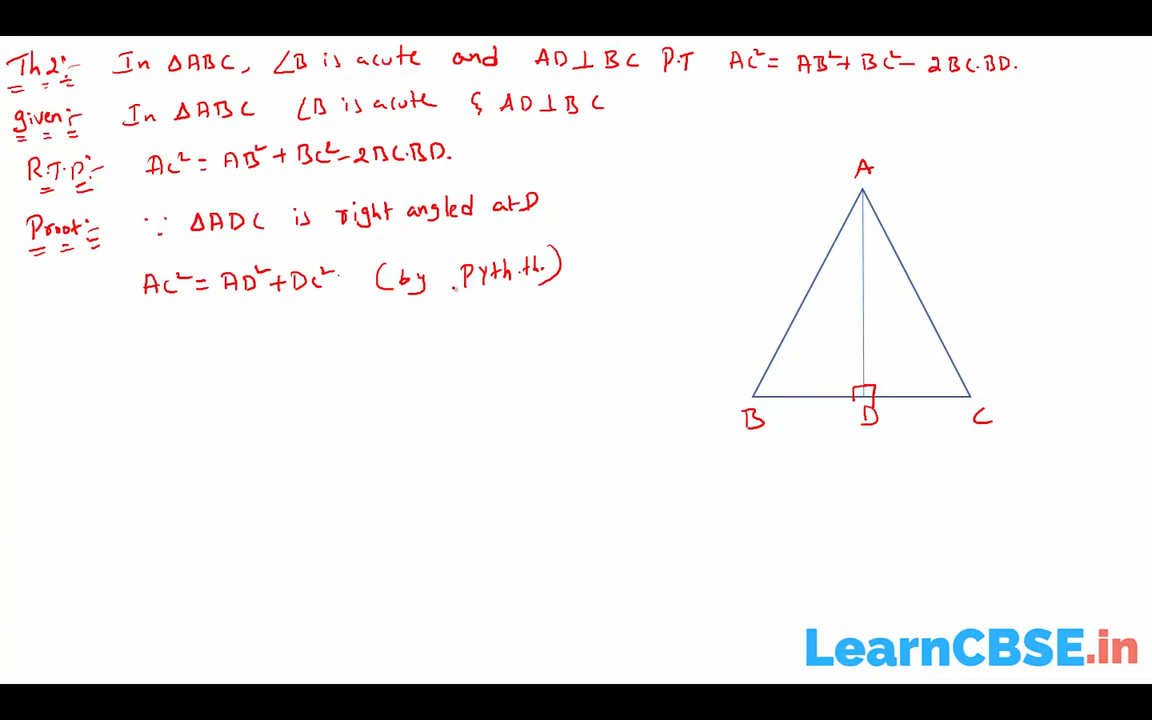 Th2:- In ΔABC, ∠B is acute and AD⊥BC P.T AC²= AB²+ BC²- 2BC.BD.
given:- In ΔABC ∠B is acute & AD⊥BC
R.T.P:- AC²= AB²+ BC²-2BC.BD.
Proof:- ∵ ΔADC is right angled at D
AC²= AD²+DC² (by Pyth.th.)
A
B D C
LearnCBSE.in